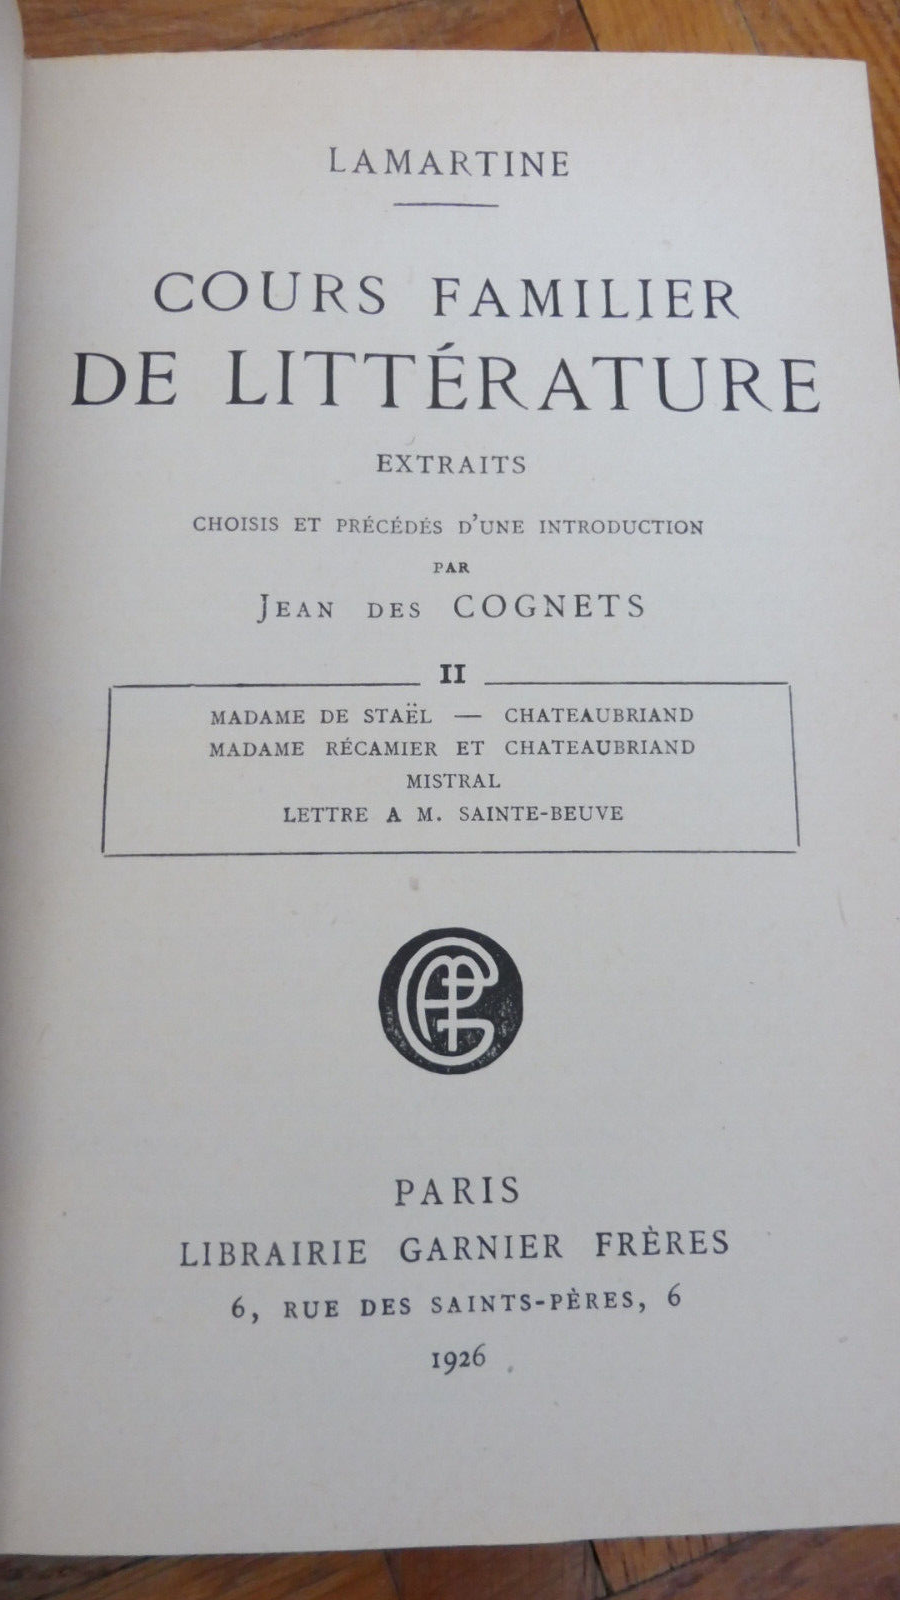 LAMARTINE
COURS FAMILIER
DE LITTÉRATURE
EXTRAITS
CHOISIS ET PRÉCÉDÉS D'UNE INTRODUCTION
PAR
JEAN DES COGNETS
II
MADAME DE STAËL — CHATEAUBRIAND
MADAME RÉCAMIER ET CHATEAUBRIAND
MISTRAL
LETTRE A M. SAINTE-BEUVE
PARIS
LIBRAIRIE GARNIER FRÈRES
6, RUE DES SAINTS-PÈRES, 6
1926